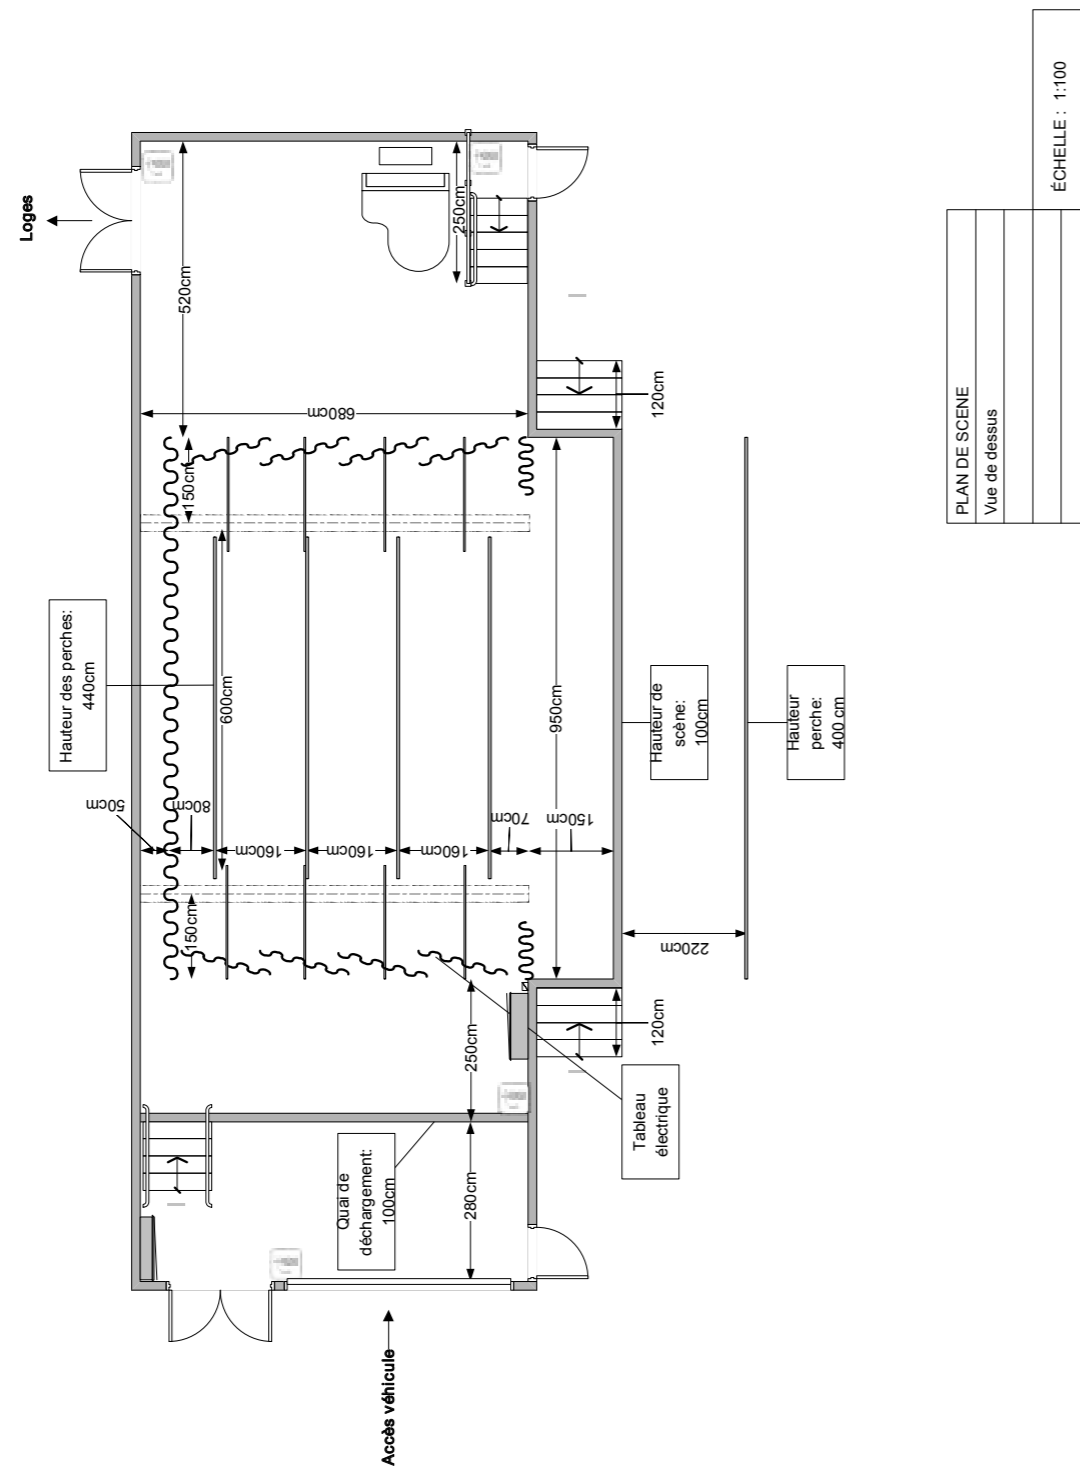 Loges
520cm
250cm
680cm
120cm
150cm
Hauteur des perches:
440cm
600cm
950cm
Hauteur de
scène:
100cm
Hauteur
perche:
400 cm
50cm
80cm
160cm
160cm
160cm
70cm
150cm
220cm
150cm
250cm
120cm
Tableau
électrique
Quai de
déchargement:
100cm
280cm
Accès véhicule
PLAN DE SCENE
Vue de dessus
ÉCHELLE : 1:100